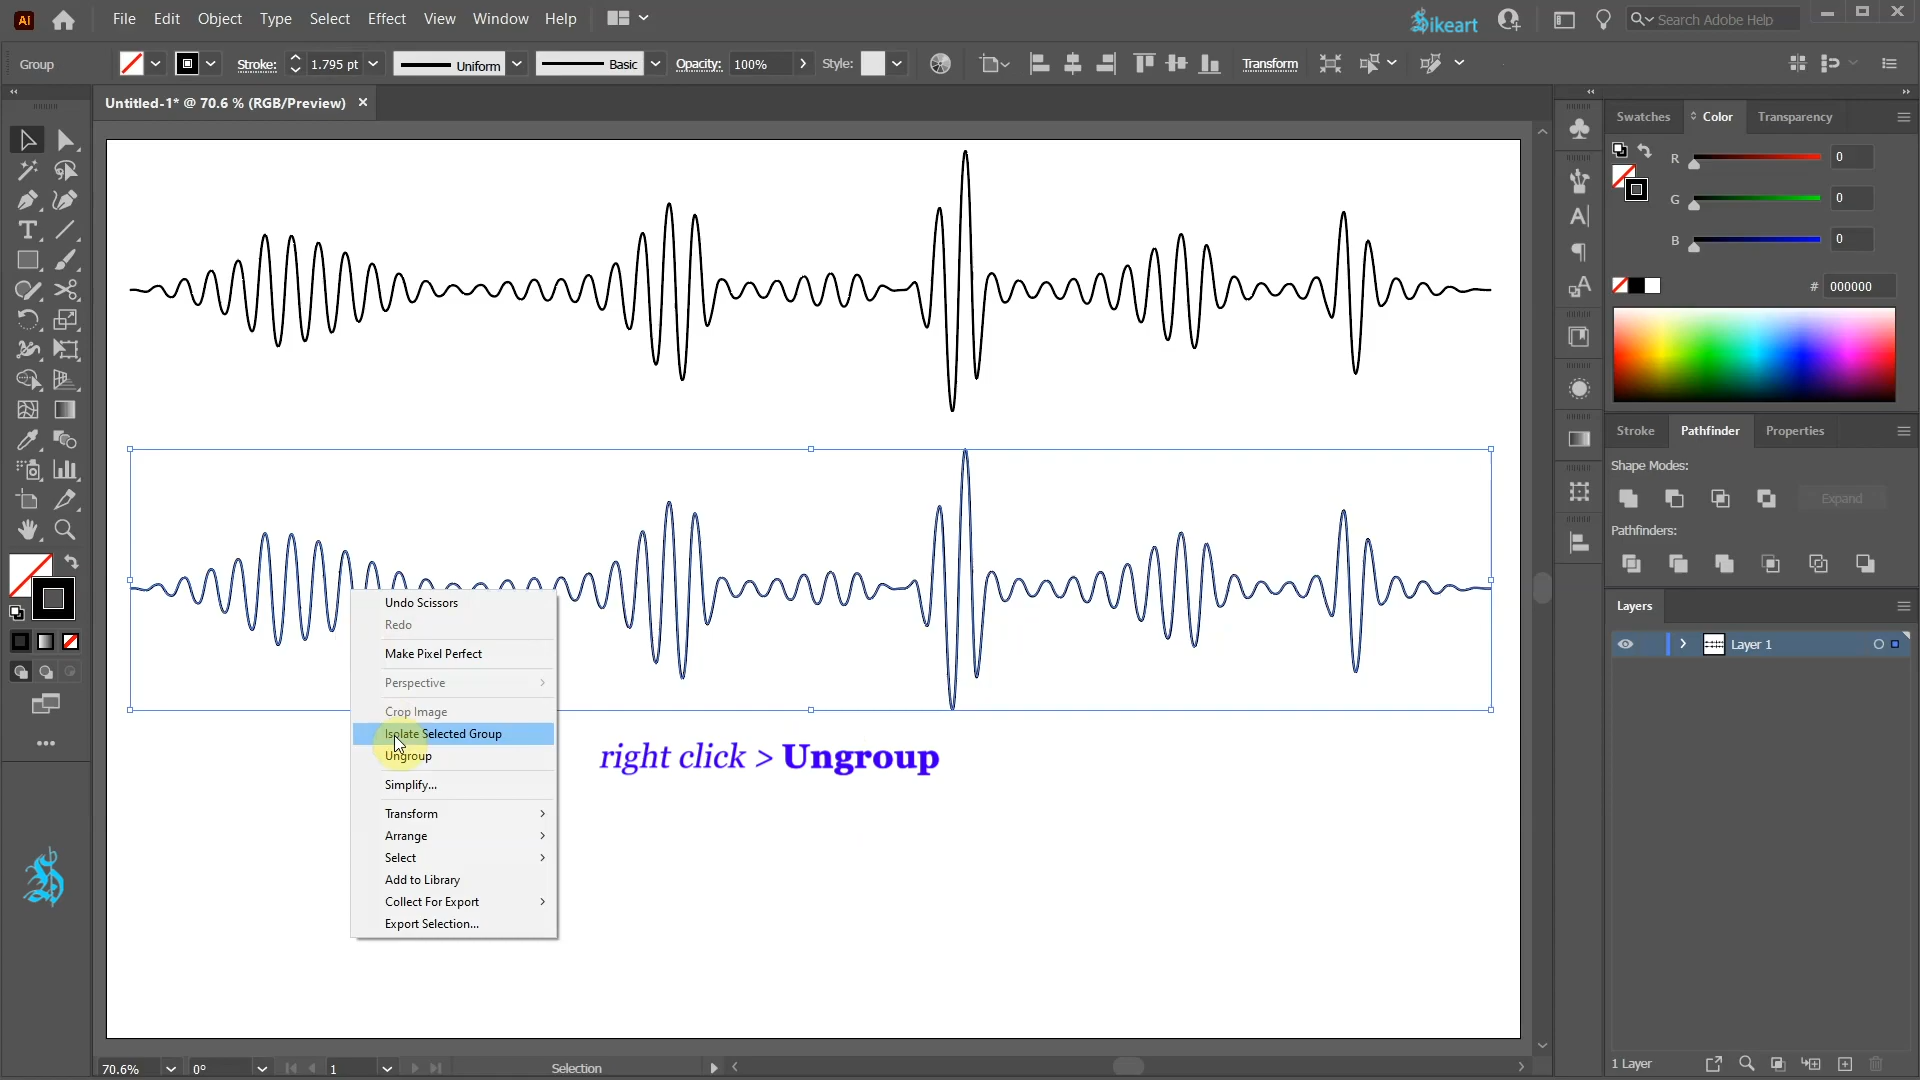 Ai File Edit Object Type Select Effect View Window Help Sikeart Search Adobe Help
Group Stroke: 1.795 pt Uniform Basic Opacity: 100% Style: Transform
Untitled-1* @ 70.6 % (RGB/Preview)
Swatches Color Transparency
R 0
G 0
B 0
# 000000
Stroke Pathfinder Properties
Shape Modes:
Expand
Pathfinders:
Layers
Layer 1
Undo Scissors
Redo
Make Pixel Perfect
Perspective
Crop Image
Isolate Selected Group
Ungroup
Simplify...
Transform
Arrange
Select
Add to Library
Collect For Export
Export Selection...
right click > Ungroup
70.6% 0° 1 Selection
1 Layer